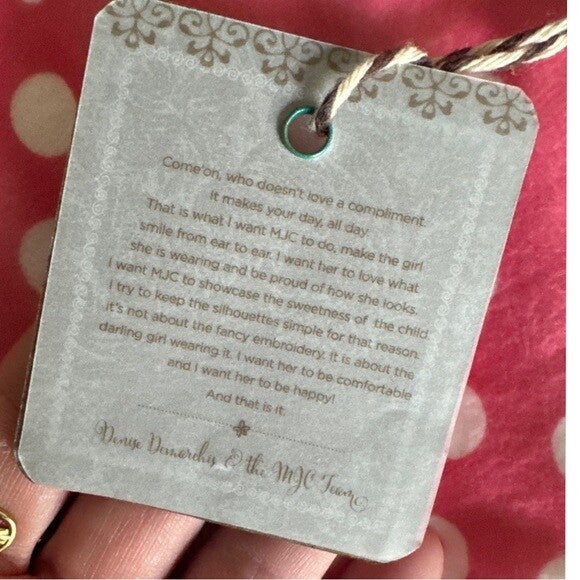 Come'on, who doesn't love a compliment.
It makes your day, all day.
That is what I want MJC to do, make the girl
smile from ear to ear. I want her to love what
she is wearing and be proud of how she looks.
I want MJC to showcase the sweetness of the child.
I try to keep the silhouettes simple for that reason.
it's not about the fancy embroidery. It is about the
darling girl wearing it. I want her to be comfortable
and I want her to be happy!
And that is it.
Denise Demarchis & the MJC Team